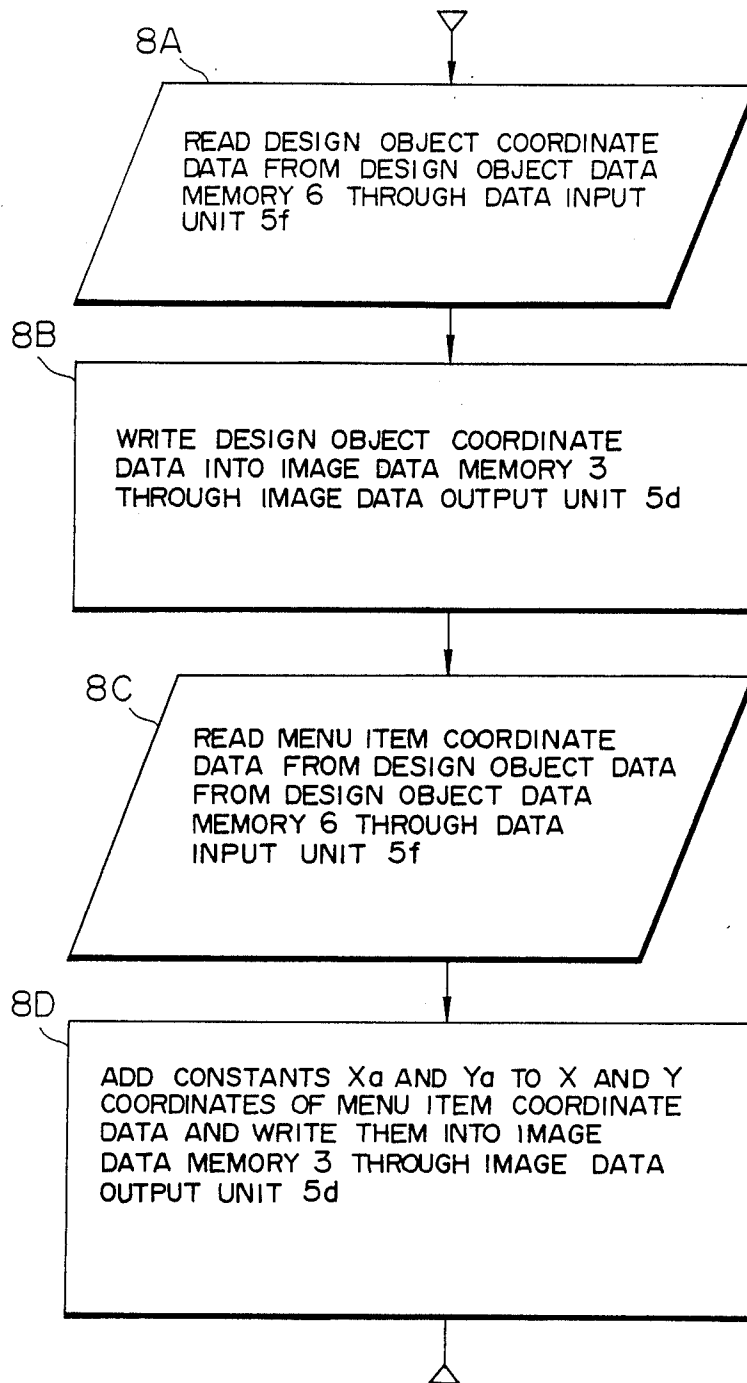 8A
READ DESIGN OBJECT COORDINATE
DATA FROM DESIGN OBJECT DATA
MEMORY 6 THROUGH DATA INPUT
UNIT 5f
8B
WRITE DESIGN OBJECT COORDINATE
DATA INTO IMAGE DATA MEMORY 3
THROUGH IMAGE DATA OUTPUT UNIT 5d
8C
READ MENU ITEM COORDINATE
DATA FROM DESIGN OBJECT DATA
FROM DESIGN OBJECT DATA
MEMORY 6 THROUGH DATA
INPUT UNIT 5f
8D
ADD CONSTANTS Xa AND Ya TO X AND Y
COORDINATES OF MENU ITEM COORDINATE
DATA AND WRITE THEM INTO IMAGE
DATA MEMORY 3 THROUGH IMAGE DATA
OUTPUT UNIT 5d